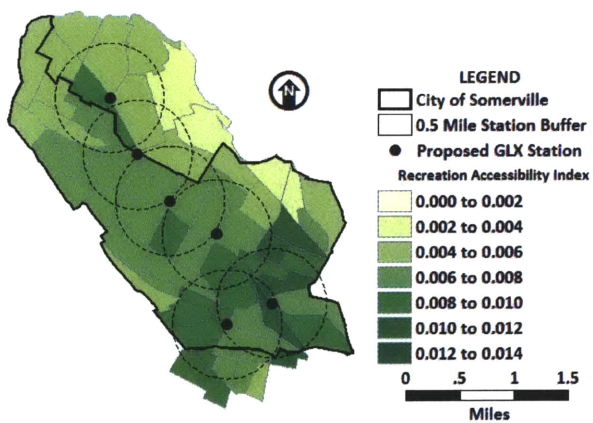 N
LEGEND
City of Somerville
0.5 Mile Station Buffer
Proposed GLX Station
Recreation Accessibility Index
0.000 to 0.002
0.002 to 0.004
0.004 to 0.006
0.006 to 0.008
0.008 to 0.010
0.010 to 0.012
0.012 to 0.014
0 .5 1 1.5
Miles